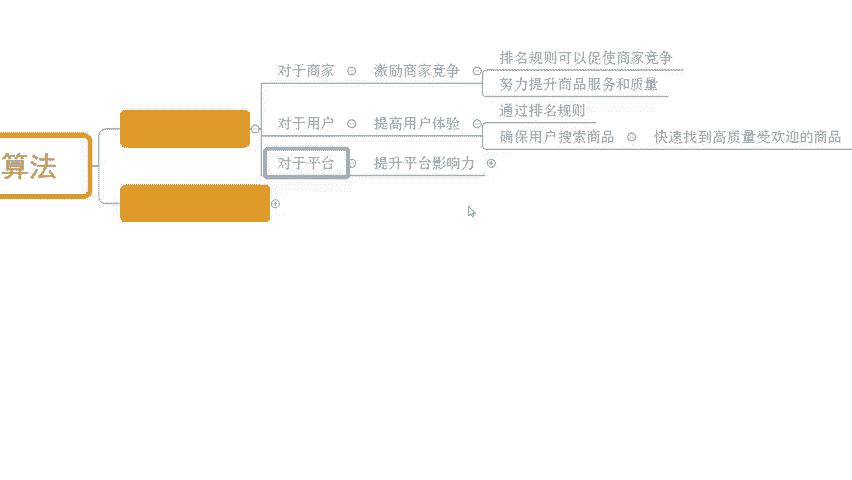 算法
对于商家
激励商家竞争
排名规则可以促使商家竞争
努力提升商品服务和质量
对于用户
提高用户体验
通过排名规则
确保用户搜索商品
快速找到高质量受欢迎的商品
对于平台
提升平台影响力